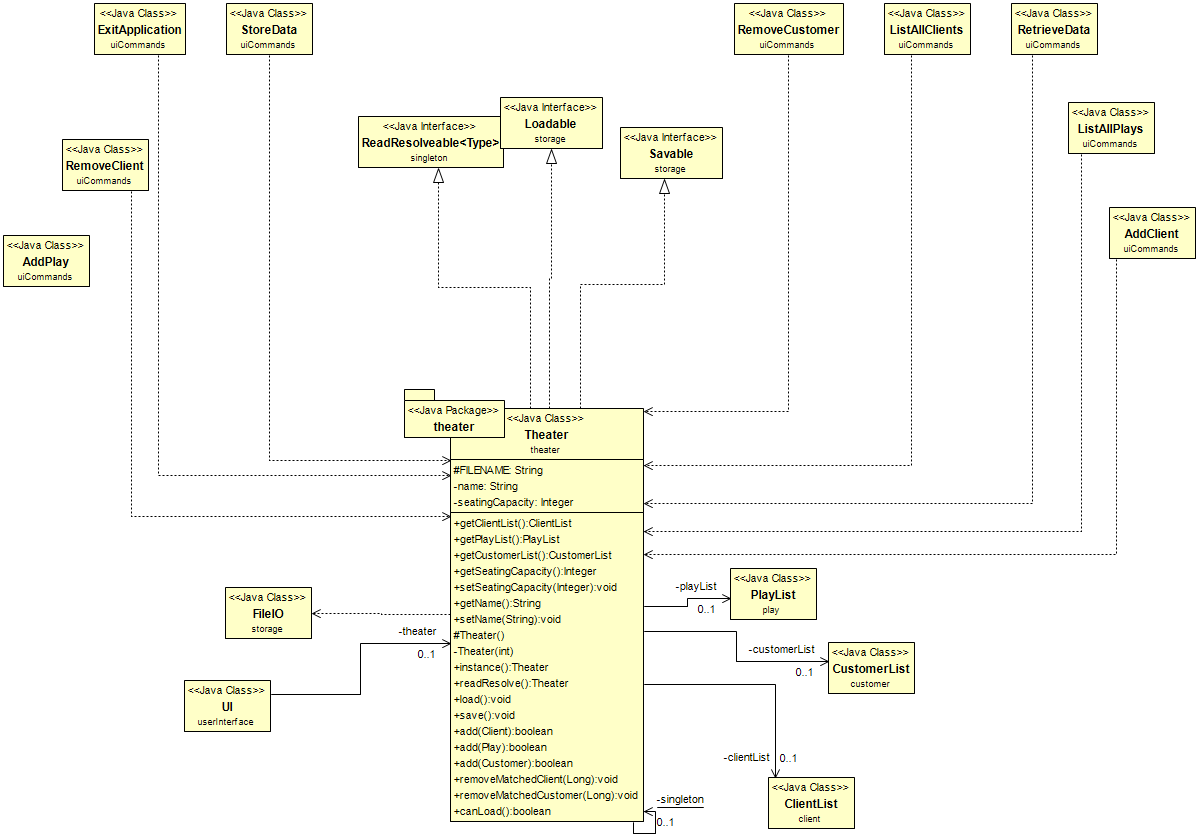 <<Java Class>>
ExitApplication
uiCommands
<<Java Class>>
StoreData
uiCommands
<<Java Class>>
RemoveCustomer
uiCommands
<<Java Class>>
ListAllClients
uiCommands
<<Java Class>>
RetrieveData
uiCommands
<<Java Interface>>
ReadResolveable<Type>
singleton
<<Java Interface>>
Loadable
storage
<<Java Interface>>
Savable
storage
<<Java Class>>
ListAllPlays
uiCommands
<<Java Class>>
RemoveClient
uiCommands
<<Java Class>>
AddPlay
uiCommands
<<Java Class>>
AddClient
uiCommands
<<Java Package>>
theater
<<Java Class>>
Theater
theater
#FILENAME: String
-name: String
-seatingCapacity: Integer
+getClientList():ClientList
+getPlayList():PlayList
+getCustomerList():CustomerList
+getSeatingCapacity():Integer
+setSeatingCapacity(Integer):void
+getName():String
+setName(String):void
#Theater()
-Theater(int)
+instance():Theater
+readResolve():Theater
+load():void
+save():void
+add(Client):boolean
+add(Play):boolean
+add(Customer):boolean
+removeMatchedClient(Long):void
+removeMatchedCustomer(Long):void
+canLoad():boolean
<<Java Class>>
FileIO
storage
-theater
0..1
<<Java Class>>
UI
userInterface
-playList
0..1
<<Java Class>>
PlayList
play
-customerList
0..1
<<Java Class>>
CustomerList
customer
-clientList
0..1
<<Java Class>>
ClientList
client
-singleton
0..1